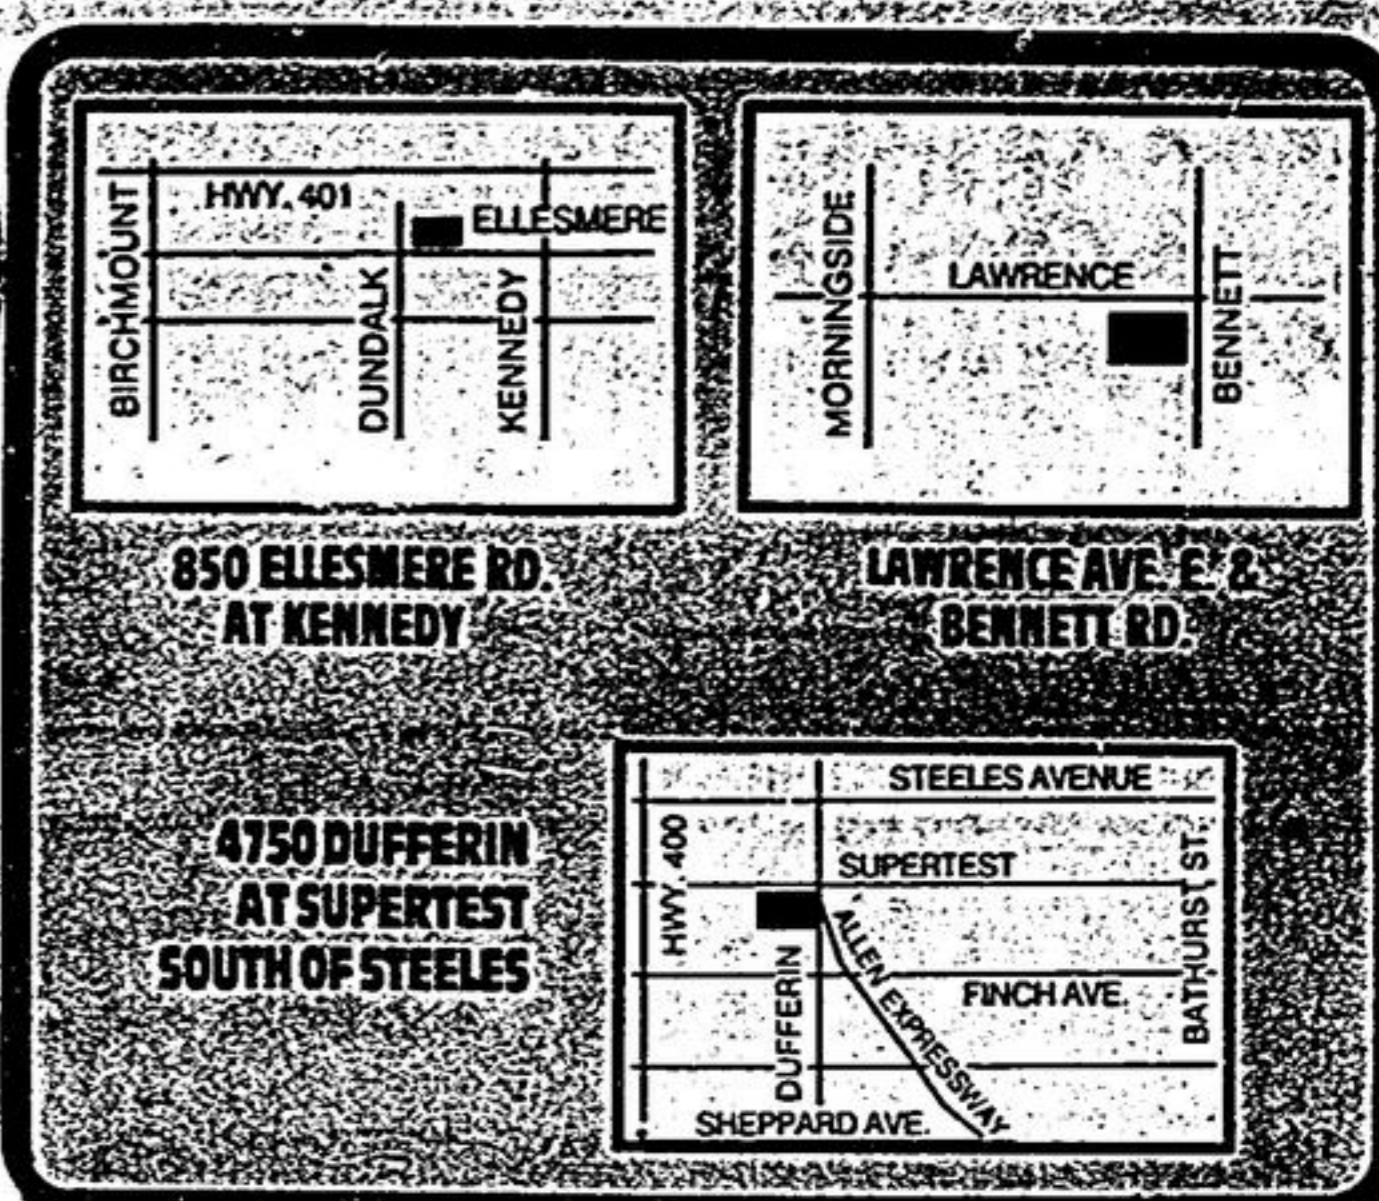 HWY. 401
ELLESMERE
BIRCHMOUNT
DUNDALK
KENNEDY
850 ELLESMERE RD.
AT KENNEDY
MORNINGSIDE
LAWRENCE
BENNETT
LAWRENCE AVE. E. &
BENNETT RD.
4750 DUFFERIN
AT SUPERTEST
SOUTH OF STEELES
STEELES AVENUE
HWY. 400
SUPERTEST
BATHURST ST.
ALLEN EXPRESSWAY
DUFFERIN
FINCH AVE.
SHEPPARD AVE.